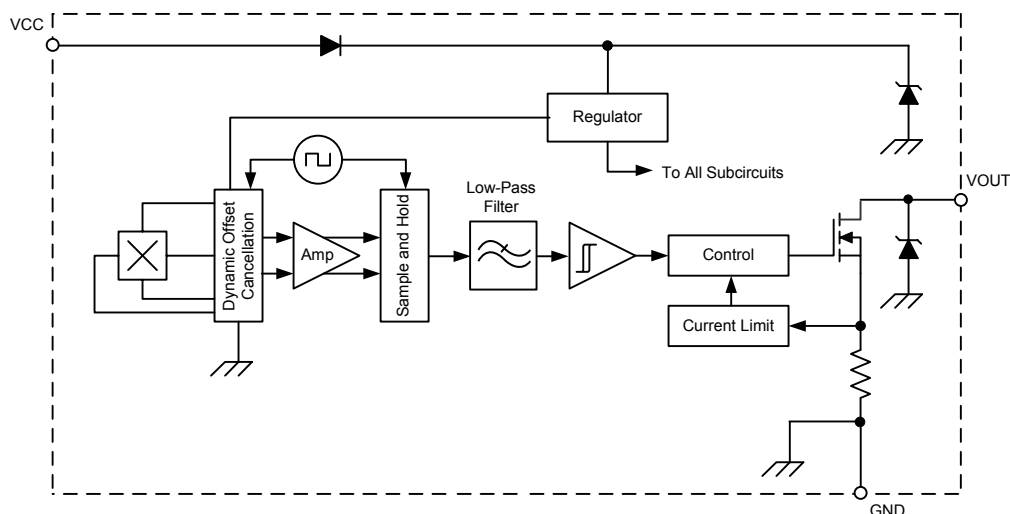 VCC
Regulator
To All Subcircuits
VOUT
Low-Pass
Filter
Dynamic Offset
Cancellation
Amp
Sample and Hold
Control
Current Limit
GND